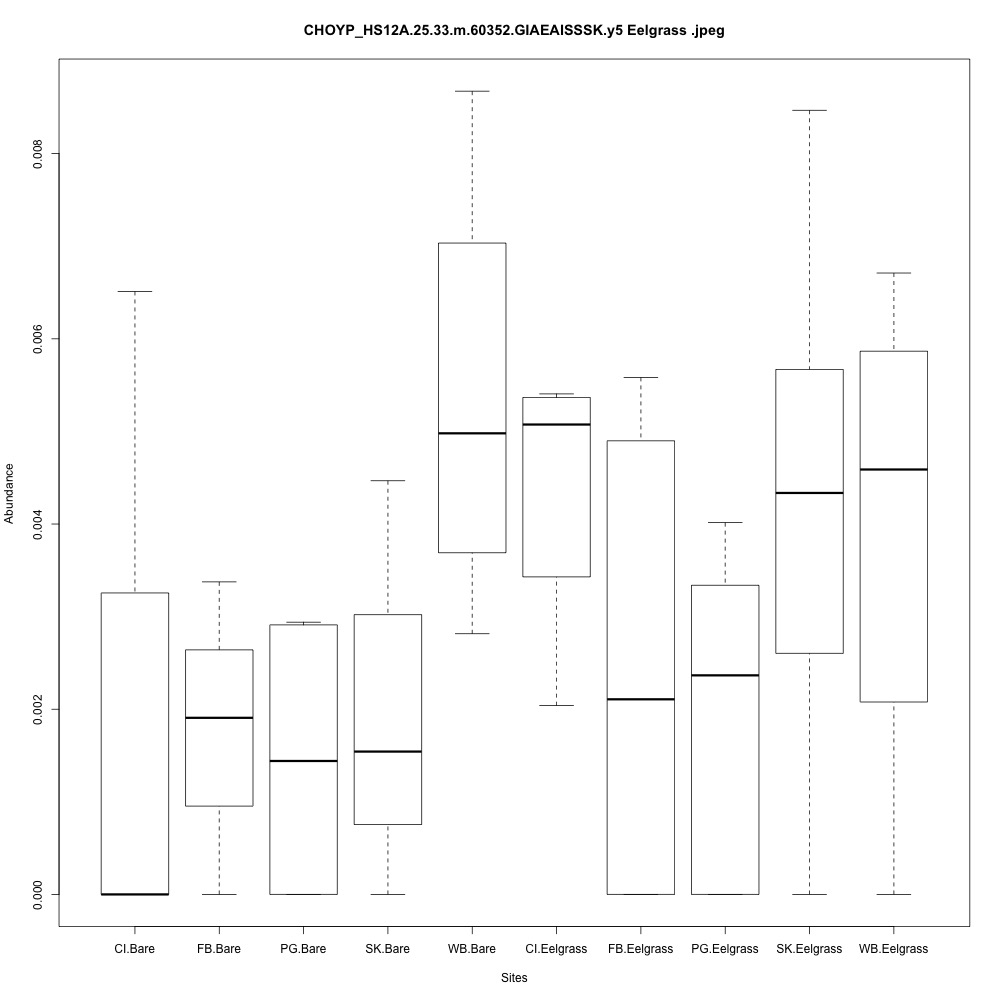 CHOYP_HS12A.25.33.m.60352.GIAEAISSSK.y5 Eelgrass .jpeg
0.008
0.006
0.004
0.002
0.000
Abundance
CI.Bare FB.Bare PG.Bare SK.Bare WB.Bare CI.Eelgrass FB.Eelgrass PG.Eelgrass SK.Eelgrass WB.Eelgrass
Sites